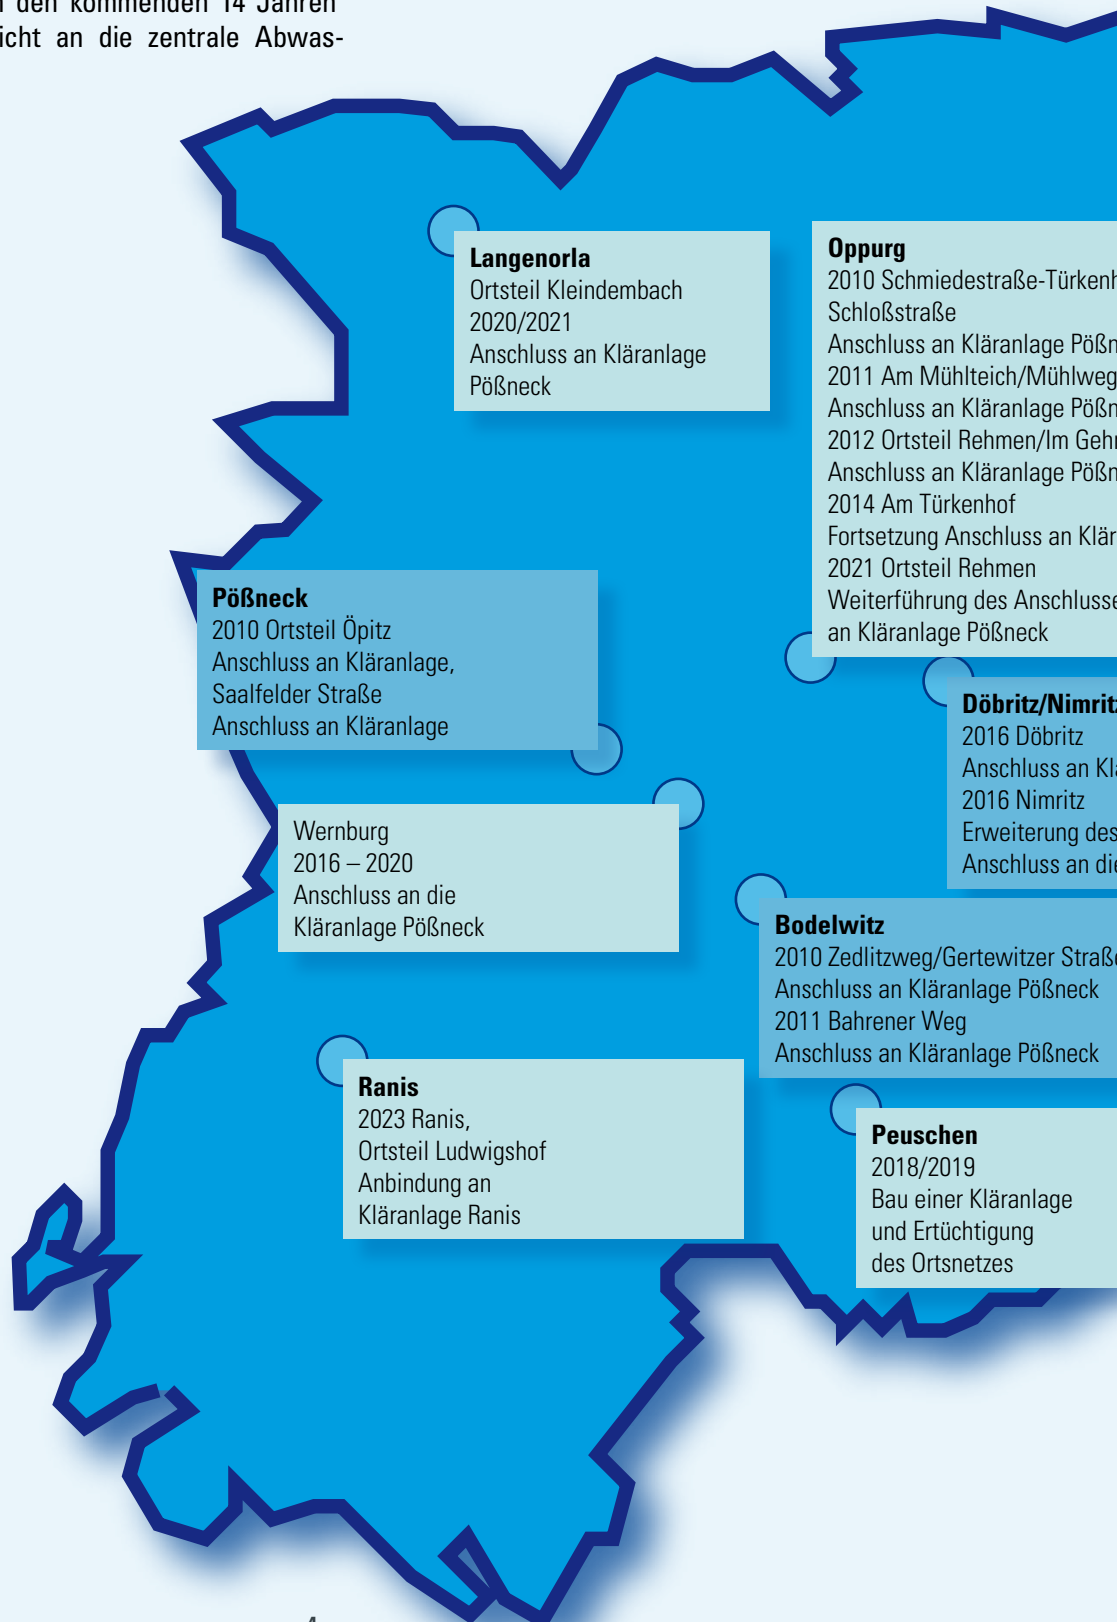 den kommenden 14 Jahren
icht an die zentrale Abwas-
Langenorla
Ortsteil Kleindembach
2020/2021
Anschluss an Kläranlage
Pößneck
Oppurg
2010 Schmiedestraße-Türkenh
Schloßstraße
Anschluss an Kläranlage Pößn
2011 Am Mühlteich/Mühlweg
Anschluss an Kläranlage Pößn
2012 Ortsteil Rehmen/Im Gehr
Anschluss an Kläranlage Pößn
2014 Am Türkenhof
Fortsetzung Anschluss an Klär
2021 Ortsteil Rehmen
Weiterführung des Anschlusse
an Kläranlage Pößneck
Pößneck
2010 Ortsteil Öpitz
Anschluss an Kläranlage,
Saalfelder Straße
Anschluss an Kläranlage
Döbritz/Nimritz
2016 Döbritz
Anschluss an Klä
2016 Nimritz
Erweiterung des
Anschluss an die
Wernburg
2016 – 2020
Anschluss an die
Kläranlage Pößneck
Bodelwitz
2010 Zedlitzweg/Gertewitzer Straße
Anschluss an Kläranlage Pößneck
2011 Bahrener Weg
Anschluss an Kläranlage Pößneck
Ranis
2023 Ranis,
Ortsteil Ludwigshof
Anbindung an
Kläranlage Ranis
Peuschen
2018/2019
Bau einer Kläranlage
und Ertüchtigung
des Ortsnetzes